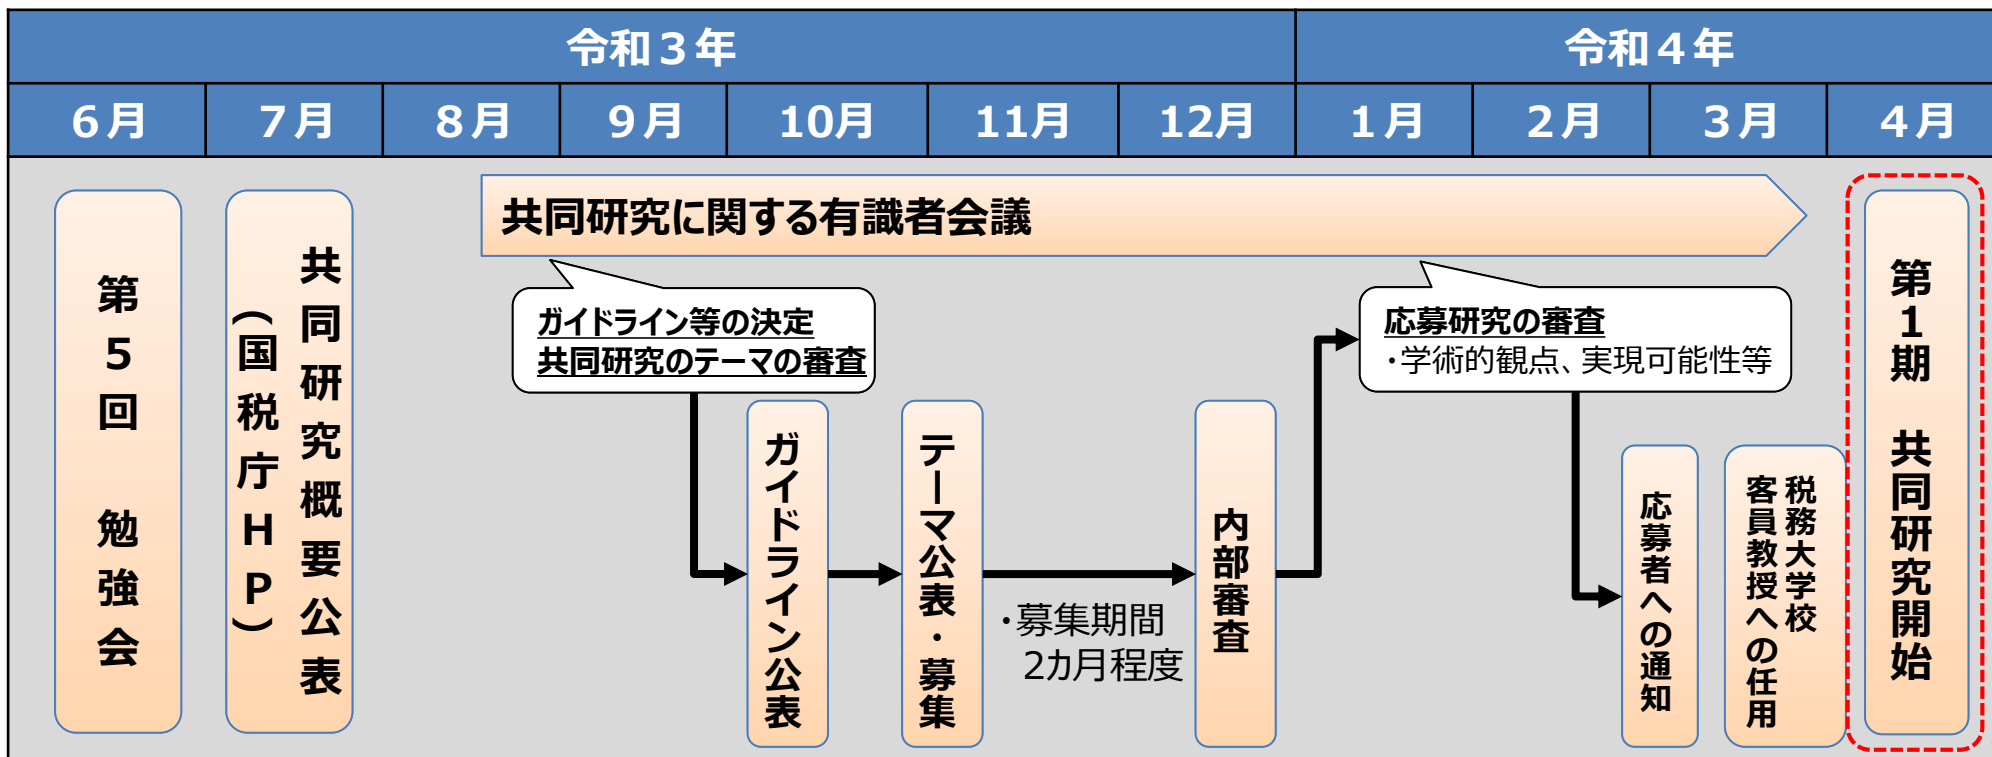 令和３年
令和４年
６月
７月
８月
９月
10月
11月
12月
１月
２月
３月
４月
第５回　勉強会
共同研究概要公表
（国税庁ＨＰ）
共同研究に関する有識者会議
ガイドライン等の決定
共同研究のテーマの審査
ガイドライン公表
テーマ公表・募集
・募集期間
2カ月程度
内部審査
応募研究の審査
・学術的観点、実現可能性等
応募者への通知
税務大学校
客員教授への任用
第１期　共同研究開始